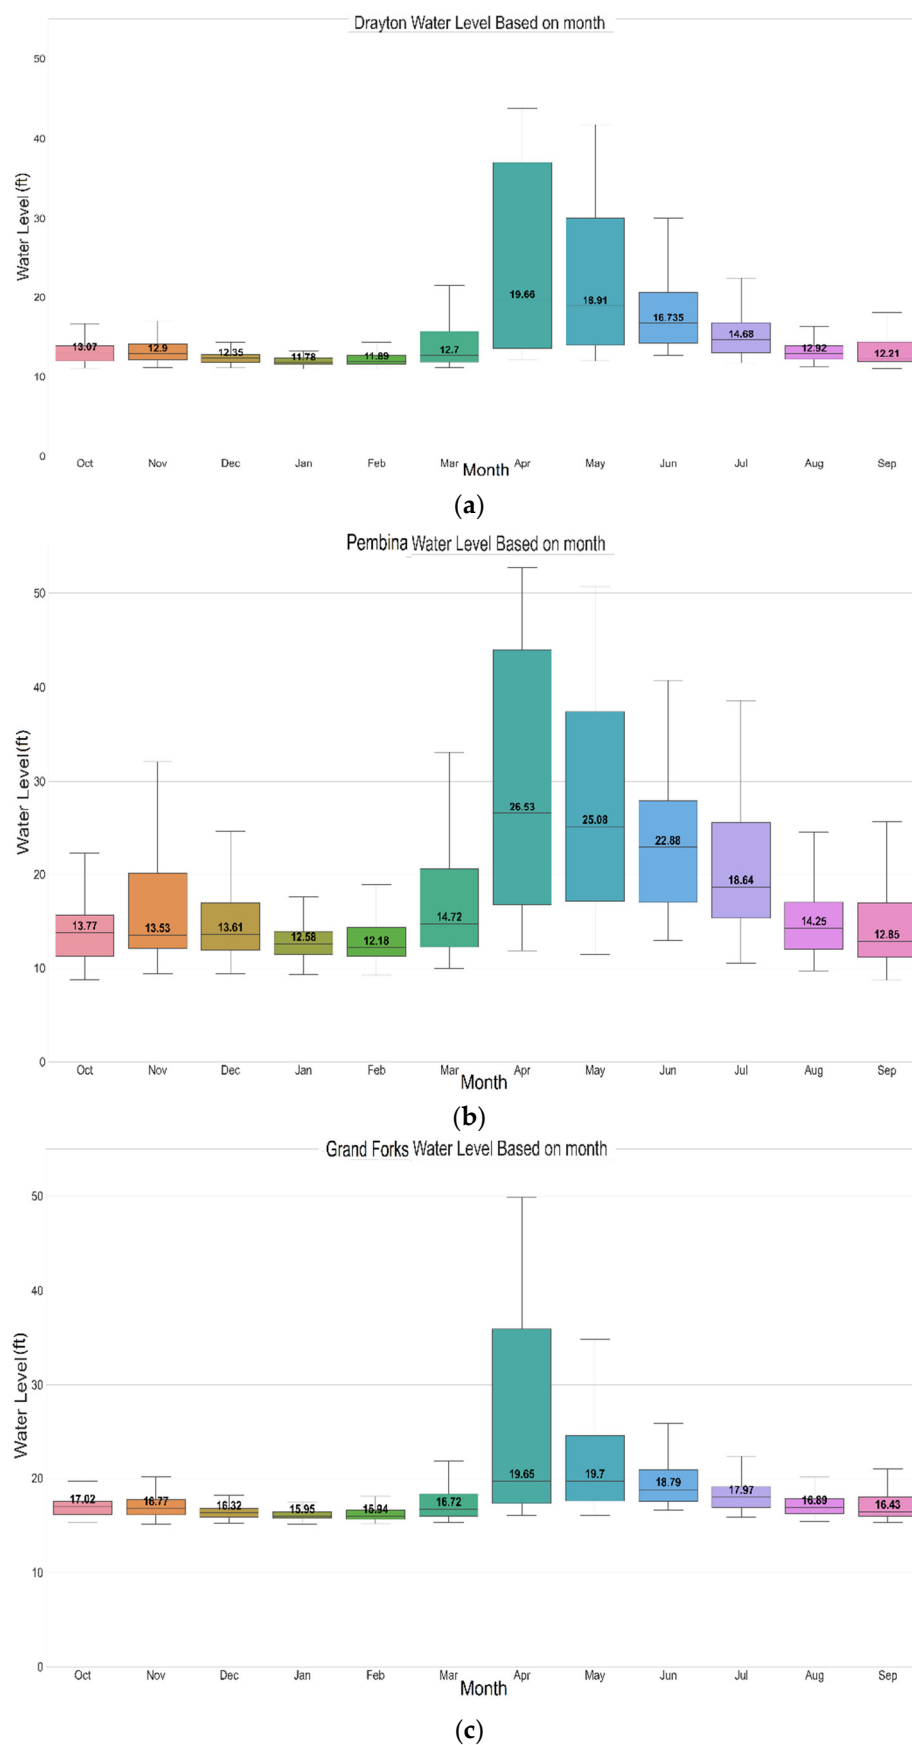 Drayton Water Level Based on month
50
40
30
20
10
0
Water Level (ft)
13.07 12.9 12.35 11.78 11.89 12.7 19.66 18.91 16.735 14.68 12.92 12.21
Oct Nov Dec Jan Feb Mar Apr May Jun Jul Aug Sep
Month
(a)
Pembina Water Level Based on month
50
40
30
20
10
0
Water Level (ft)
13.77 13.53 13.61 12.58 12.18 14.72 26.53 25.08 22.88 18.64 14.25 12.85
Oct Nov Dec Jan Feb Mar Apr May Jun Jul Aug Sep
Month
(b)
Grand Forks Water Level Based on month
50
40
30
20
10
0
Water Level (ft)
17.02 16.77 16.32 15.95 15.94 16.72 19.65 19.7 18.79 17.97 16.89 16.43
Oct Nov Dec Jan Feb Mar Apr May Jun Jul Aug Sep
Month
(c)